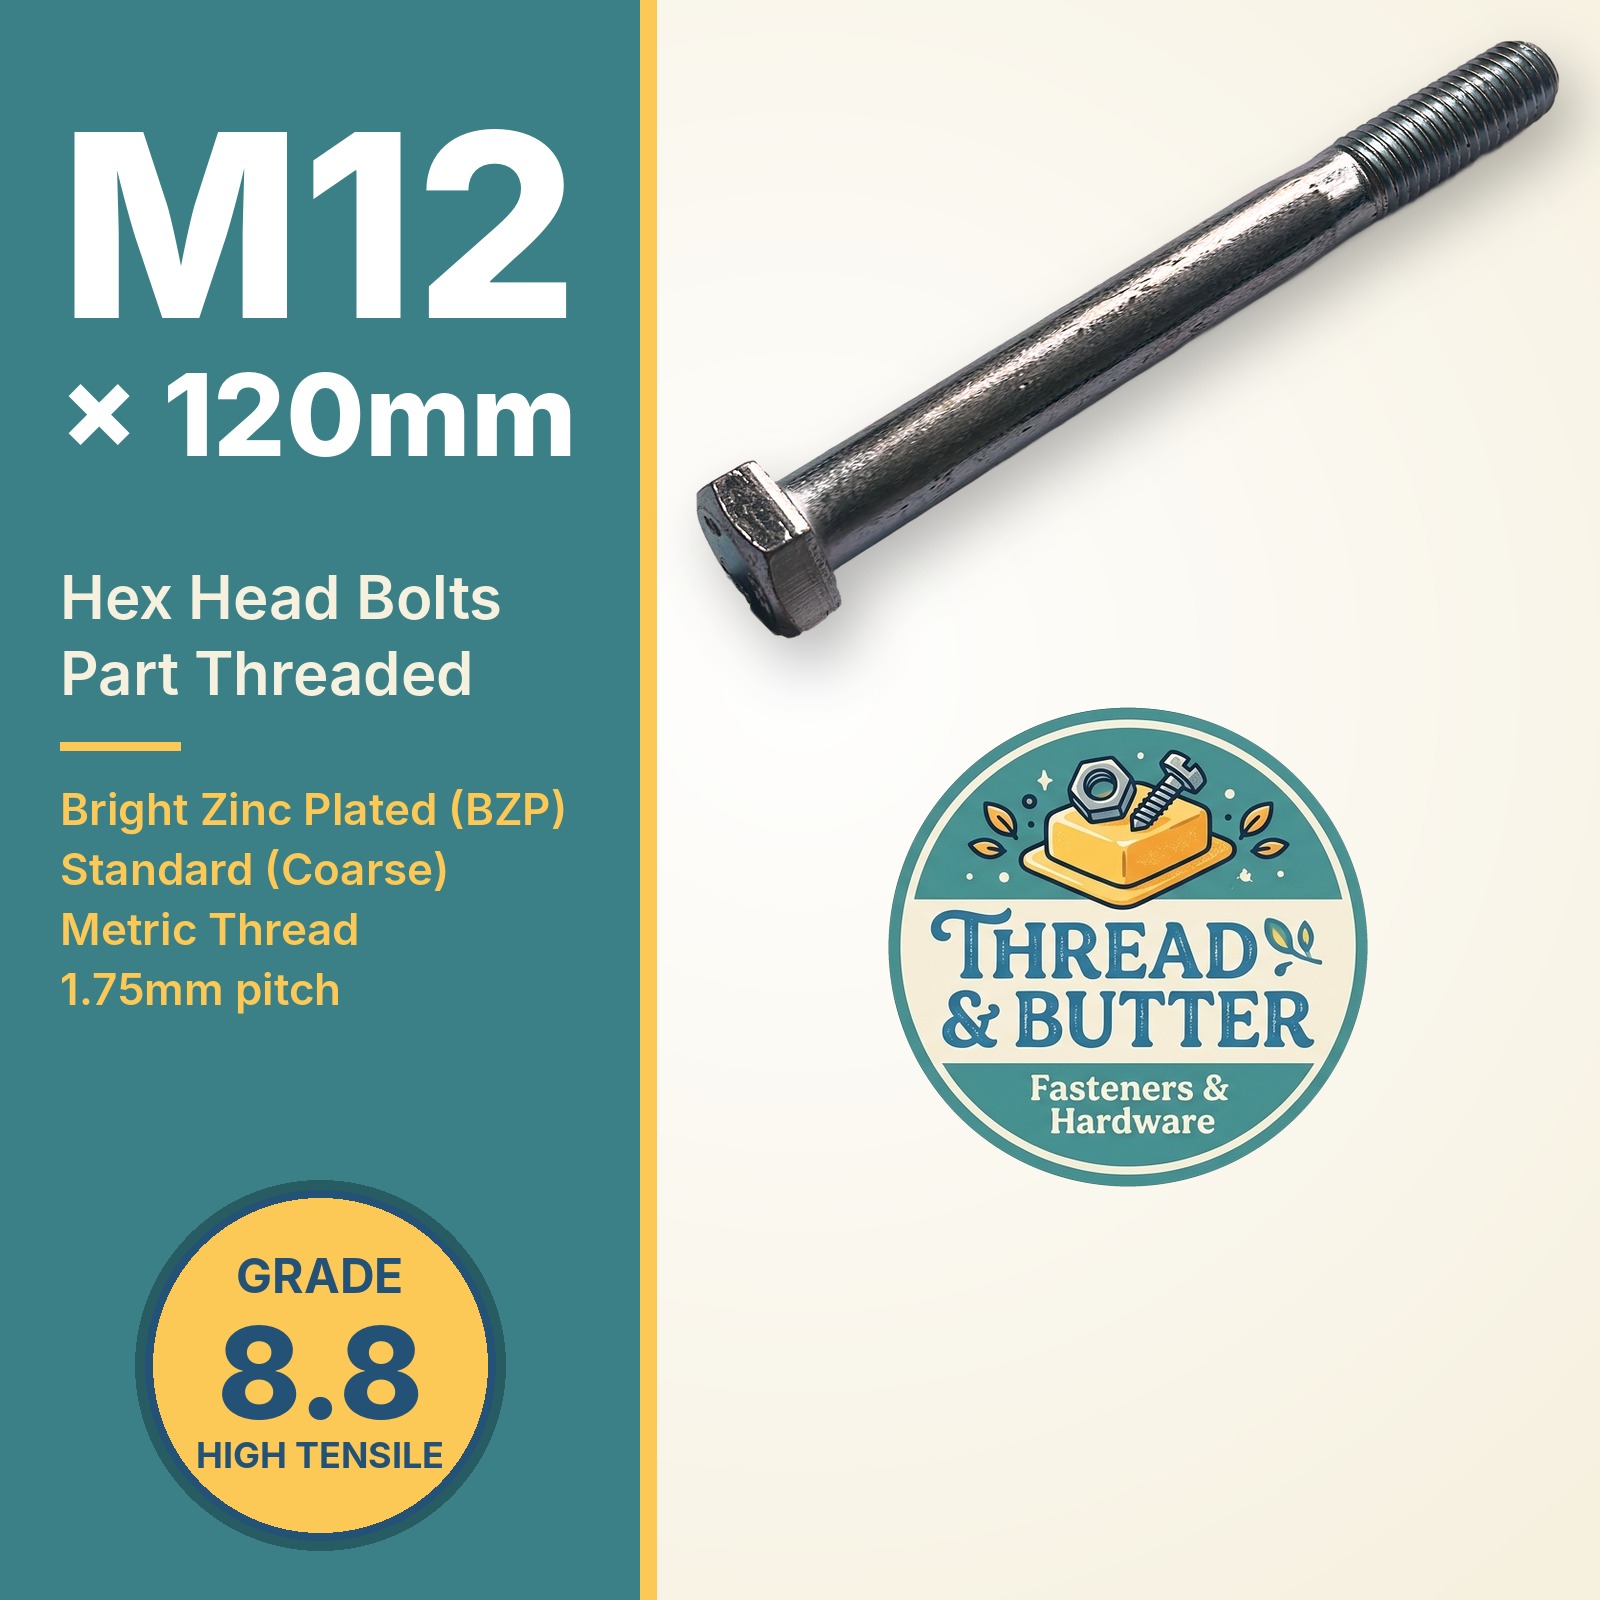 M12
× 120mm
Hex Head Bolts
Part Threaded
Bright Zinc Plated (BZP)
Standard (Coarse)
Metric Thread
1.75mm pitch
GRADE
8.8
HIGH TENSILE
THREAD
& BUTTER
Fasteners &
Hardware